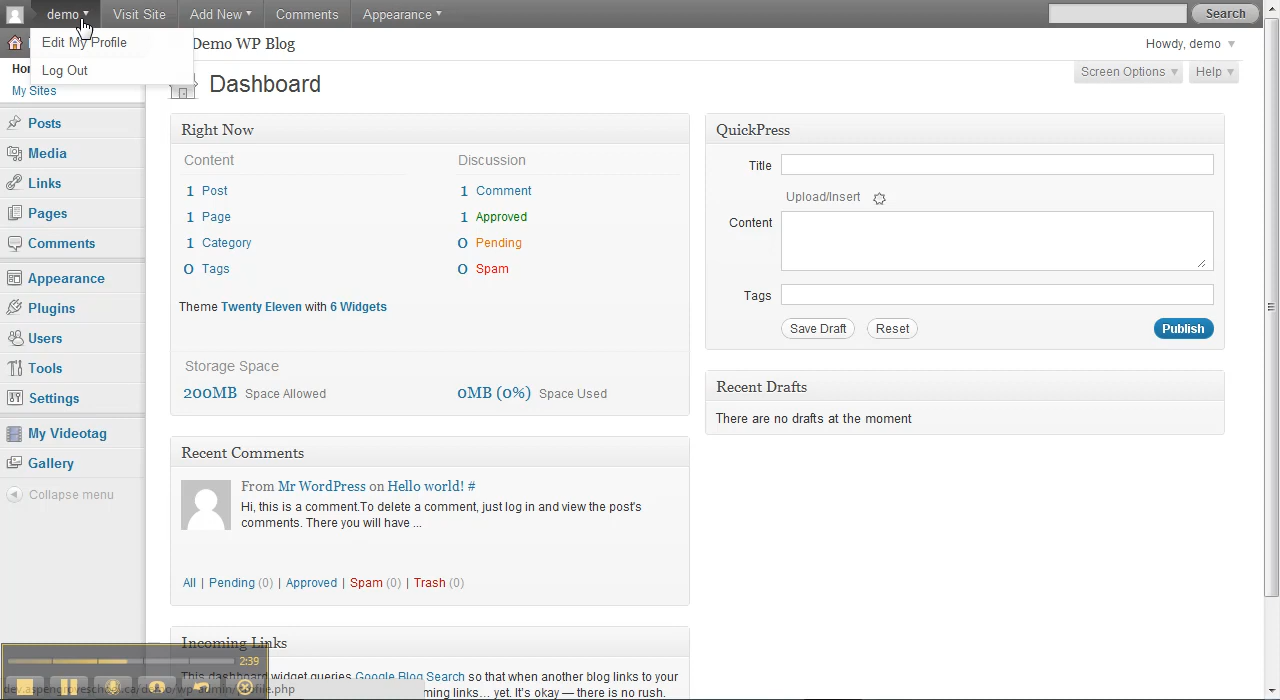 demo Visit Site Add New Comments Appearance Search
Edit My Profile
Log Out
Demo WP Blog
Howdy, demo
My Sites
Dashboard
Screen Options Help
Posts
Media
Links
Pages
Comments
Appearance
Plugins
Users
Tools
Settings
My Videotag
Gallery
Collapse menu
Right Now
Content
1 Post
1 Page
1 Category
0 Tags
Discussion
1 Comment
1 Approved
0 Pending
0 Spam
Theme Twenty Eleven with 6 Widgets
Storage Space
200MB Space Allowed
0MB (0%) Space Used
Recent Comments
From Mr WordPress on Hello world! #
Hi, this is a comment.To delete a comment, just log in and view the post's
comments. There you will have ...
All | Pending (0) | Approved | Spam (0) | Trash (0)
Incoming Links
This dashboard widget queries Google Blog Search so that when another blog links to your
ming links... yet. It's okay — there is no rush.
QuickPress
Title
Upload/Insert
Content
Tags
Save Draft Reset Publish
Recent Drafts
There are no drafts at the moment
2:39